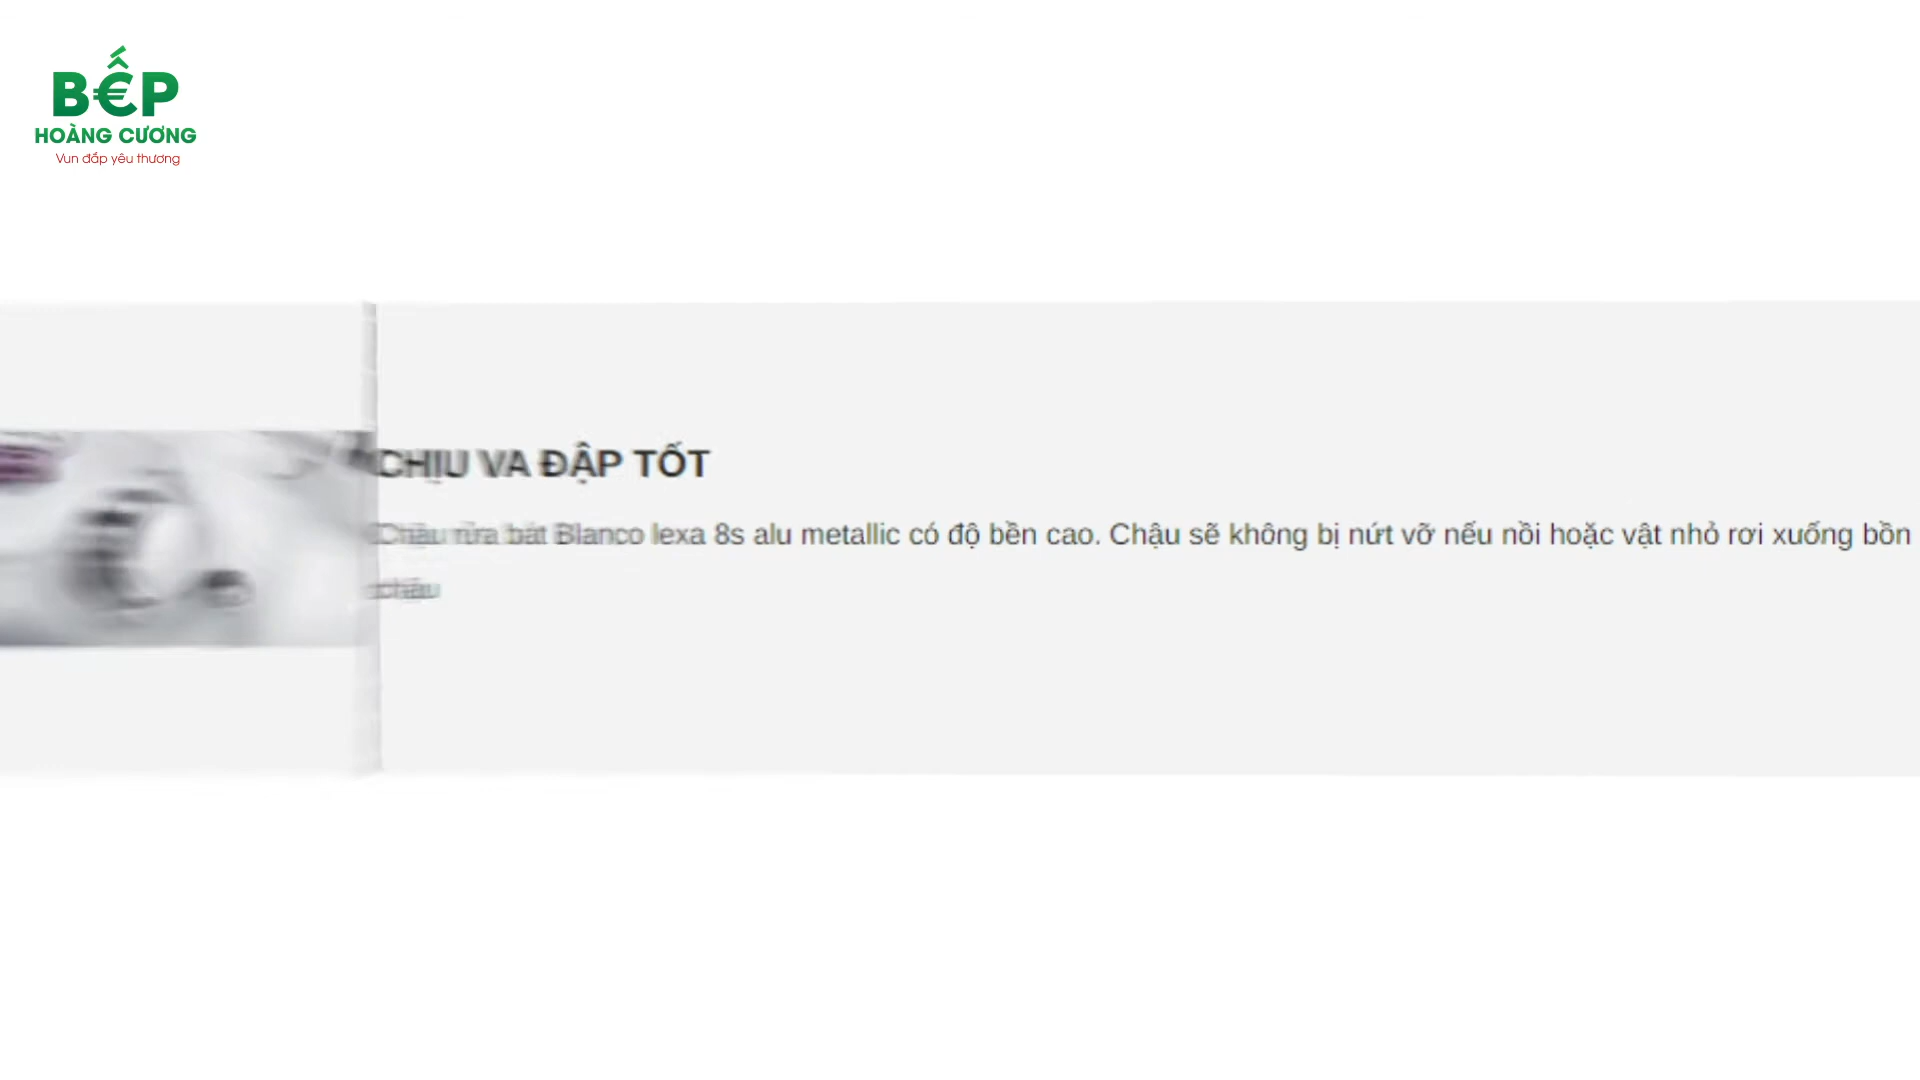 BẾP
HOÀNG CƯƠNG
Vun đắp yêu thương
CHỊU VA ĐẬP TỐT
Chậu rửa bát Blanco lexa 8s alu metallic có độ bền cao. Chậu sẽ không bị nứt vỡ nếu nồi hoặc vật nhỏ rơi xuống bồn
chậu